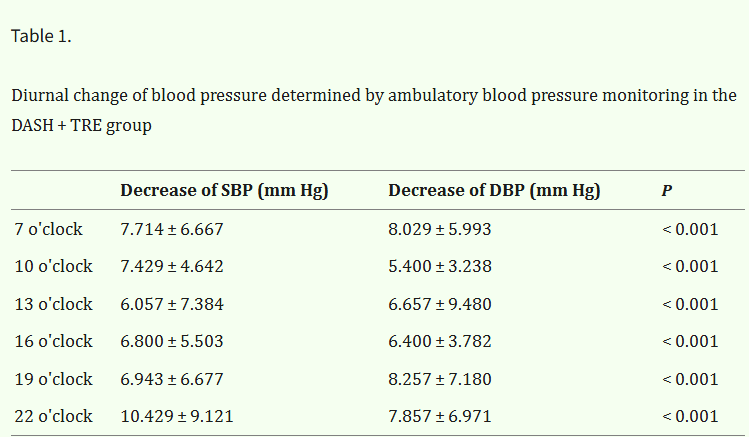 Table 1.
Diurnal change of blood pressure determined by ambulatory blood pressure monitoring in the
DASH + TRE group
Decrease of SBP (mm Hg) Decrease of DBP (mm Hg) P
7 o'clock 7.714 ± 6.667 8.029 ± 5.993 < 0.001
10 o'clock 7.429 ± 4.642 5.400 ± 3.238 < 0.001
13 o'clock 6.057 ± 7.384 6.657 ± 9.480 < 0.001
16 o'clock 6.800 ± 5.503 6.400 ± 3.782 < 0.001
19 o'clock 6.943 ± 6.677 8.257 ± 7.180 < 0.001
22 o'clock 10.429 ± 9.121 7.857 ± 6.971 < 0.001